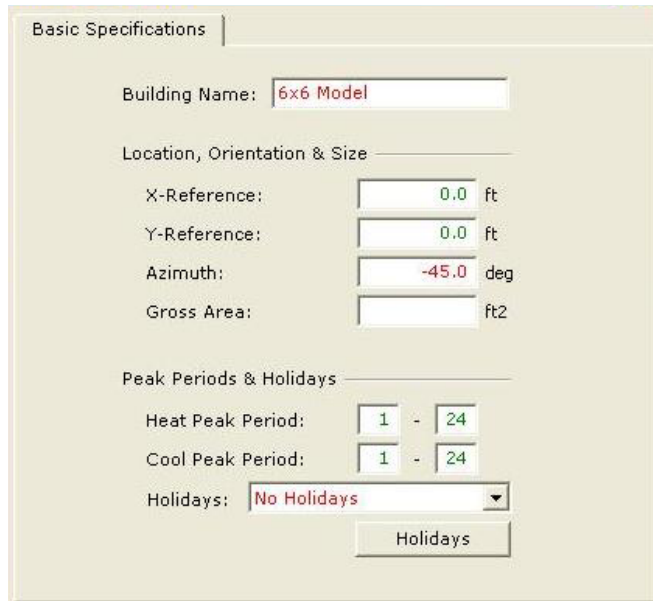 Basic Specifications
Building Name: 6x6 Model
Location, Orientation & Size
X-Reference: 0.0 ft
Y-Reference: 0.0 ft
Azimuth: -45.0 deg
Gross Area: ft2
Peak Periods & Holidays
Heat Peak Period: 1 - 24
Cool Peak Period: 1 - 24
Holidays: No Holidays
Holidays